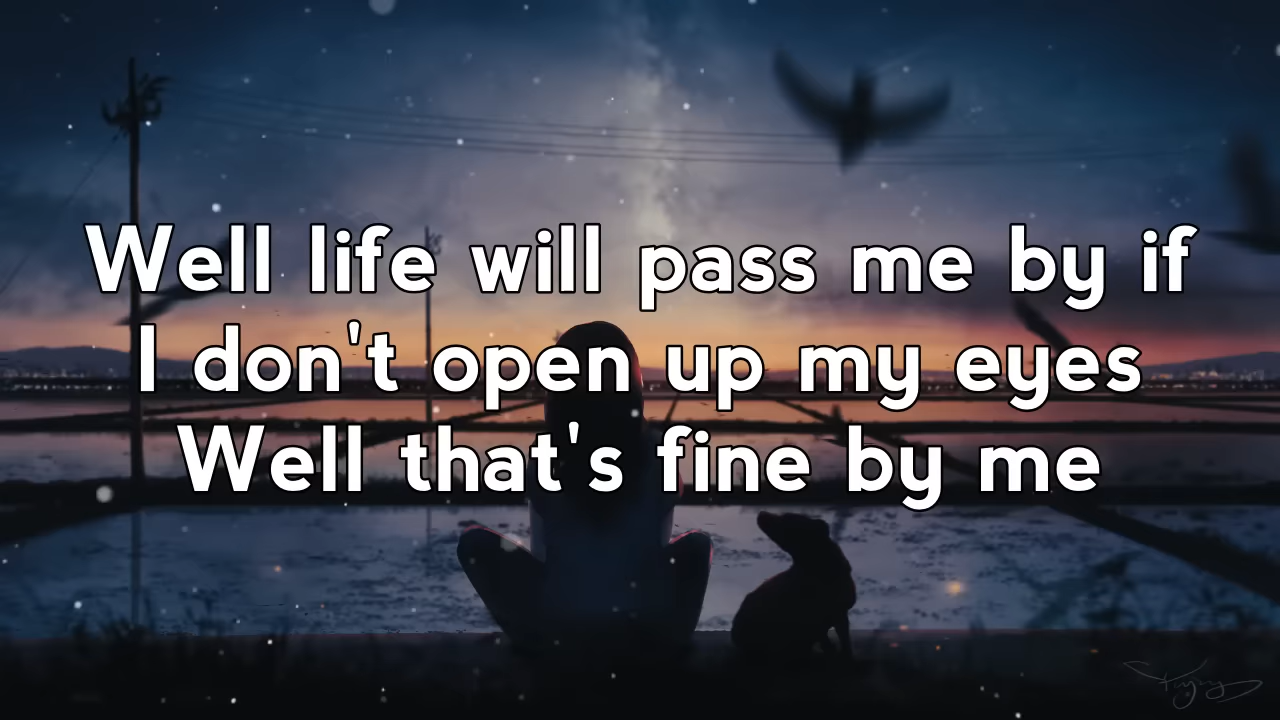 Well life will pass me by if
I don't open up my eyes
Well that's fine by me